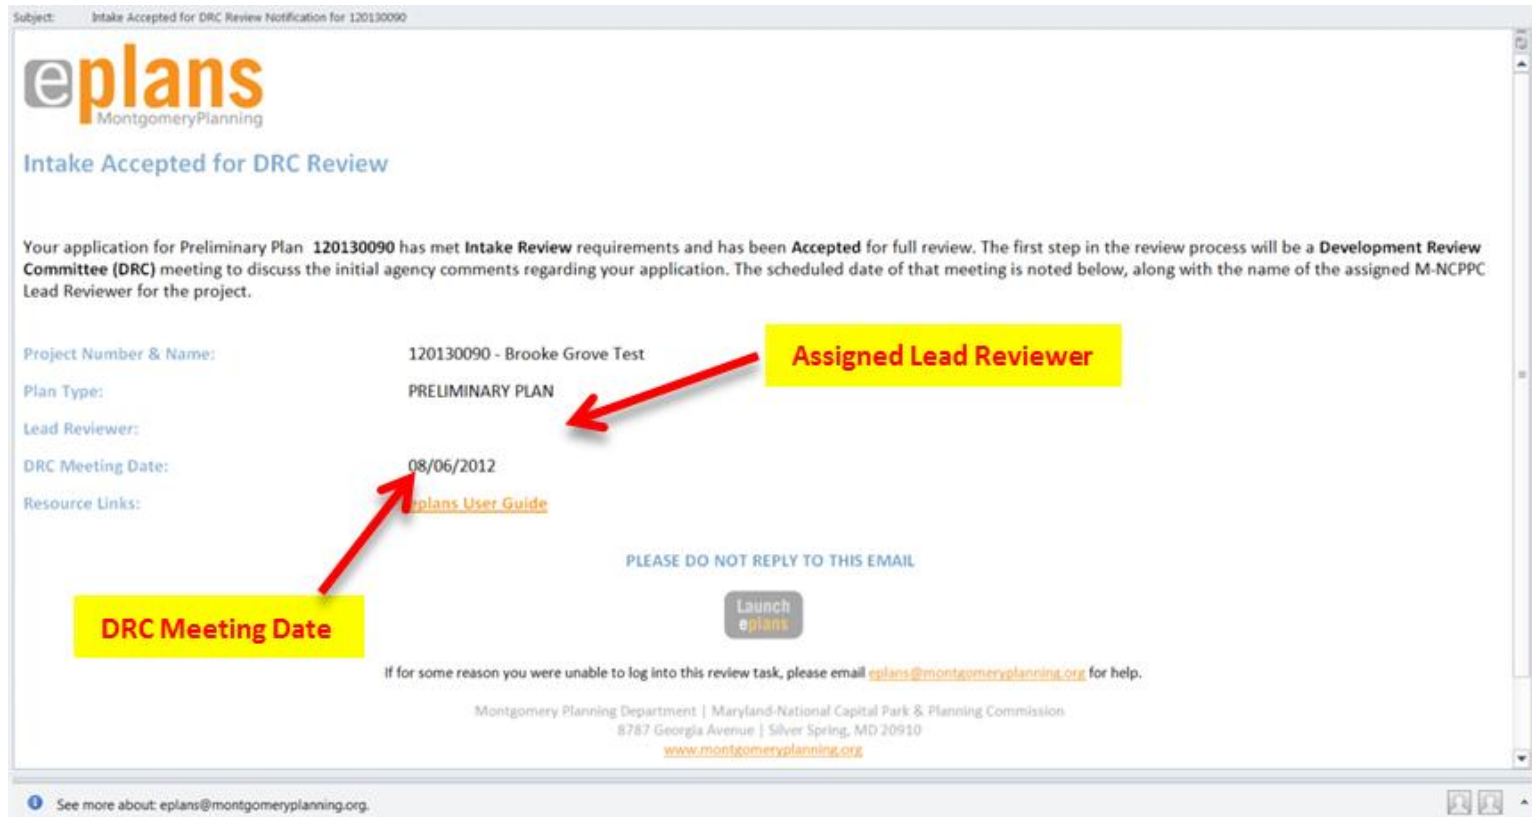 Subject: Intake Accepted for DRC Review Notification for 120130090
eplans
MontgomeryPlanning
Intake Accepted for DRC Review
Your application for Preliminary Plan 120130090 has met Intake Review requirements and has been Accepted for full review. The first step in the review process will be a Development Review
Committee (DRC) meeting to discuss the initial agency comments regarding your application. The scheduled date of that meeting is noted below, along with the name of the assigned M-NCPPC
Lead Reviewer for the project.
Project Number & Name: 120130090 - Brooke Grove Test
Assigned Lead Reviewer
Plan Type: PRELIMINARY PLAN
Lead Reviewer:
DRC Meeting Date: 08/06/2012
Resource Links: eplans User Guide
PLEASE DO NOT REPLY TO THIS EMAIL
Launch
eplans
DRC Meeting Date
If for some reason you were unable to log into this review task, please email eplans@montgomeryplanning.org for help.
Montgomery Planning Department | Maryland-National Capital Park & Planning Commission
8787 Georgia Avenue | Silver Spring, MD 20910
www.montgomeryplanning.org
See more about: eplans@montgomeryplanning.org.